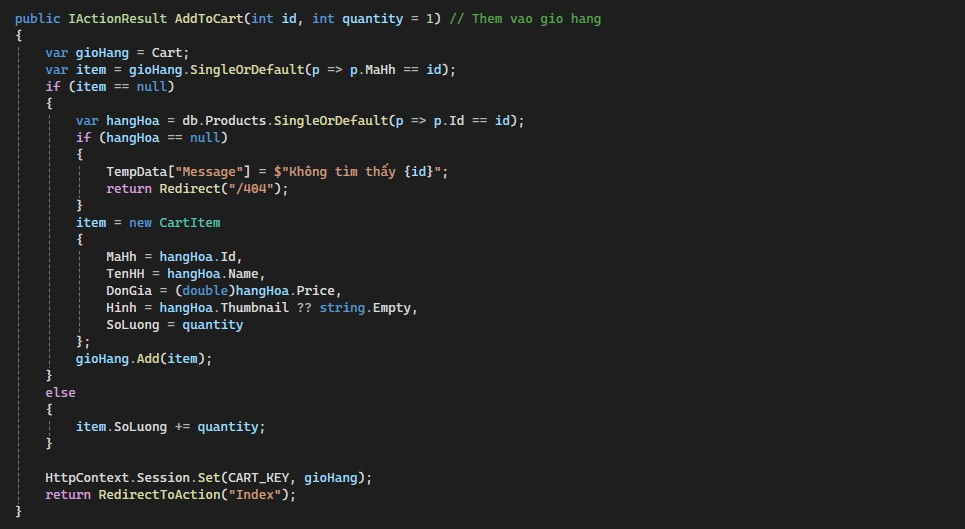 public IActionResult AddToCart(int id, int quantity = 1) // Them vao gio hang
{
    var gioHang = Cart;
    var item = gioHang.SingleOrDefault(p => p.MaHh == id);
    if (item == null)
    {
        var hangHoa = db.Products.SingleOrDefault(p => p.Id == id);
        if (hangHoa == null)
        {
            TempData["Message"] = $"Không tìm thấy {id}";
            return Redirect("/404");
        }
        item = new CartItem
        {
            MaHh = hangHoa.Id,
            TenHH = hangHoa.Name,
            DonGia = (double)hangHoa.Price,
            Hinh = hangHoa.Thumbnail ?? string.Empty,
            SoLuong = quantity
        };
        gioHang.Add(item);
    }
    else
    {
        item.SoLuong += quantity;
    }

    HttpContext.Session.Set(CART_KEY, gioHang);
    return RedirectToAction("Index");
}